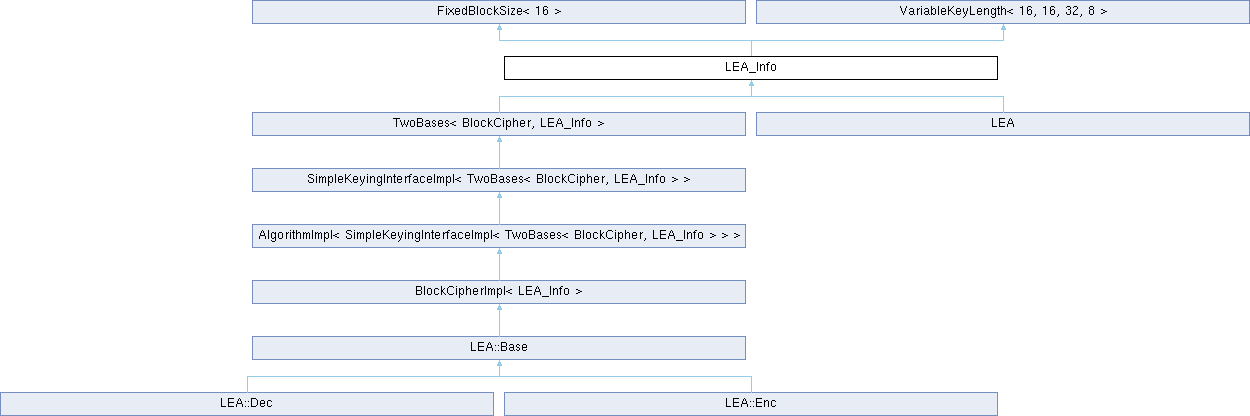 FixedBlockSize< 16 >
VariableKeyLength< 16, 16, 32, 8 >
LEA_Info
TwoBases< BlockCipher, LEA_Info >
LEA
SimpleKeyingInterfaceImpl< TwoBases< BlockCipher, LEA_Info > >
AlgorithmImpl< SimpleKeyingInterfaceImpl< TwoBases< BlockCipher, LEA_Info > > >
BlockCipherImpl< LEA_Info >
LEA::Base
LEA::Dec
LEA::Enc